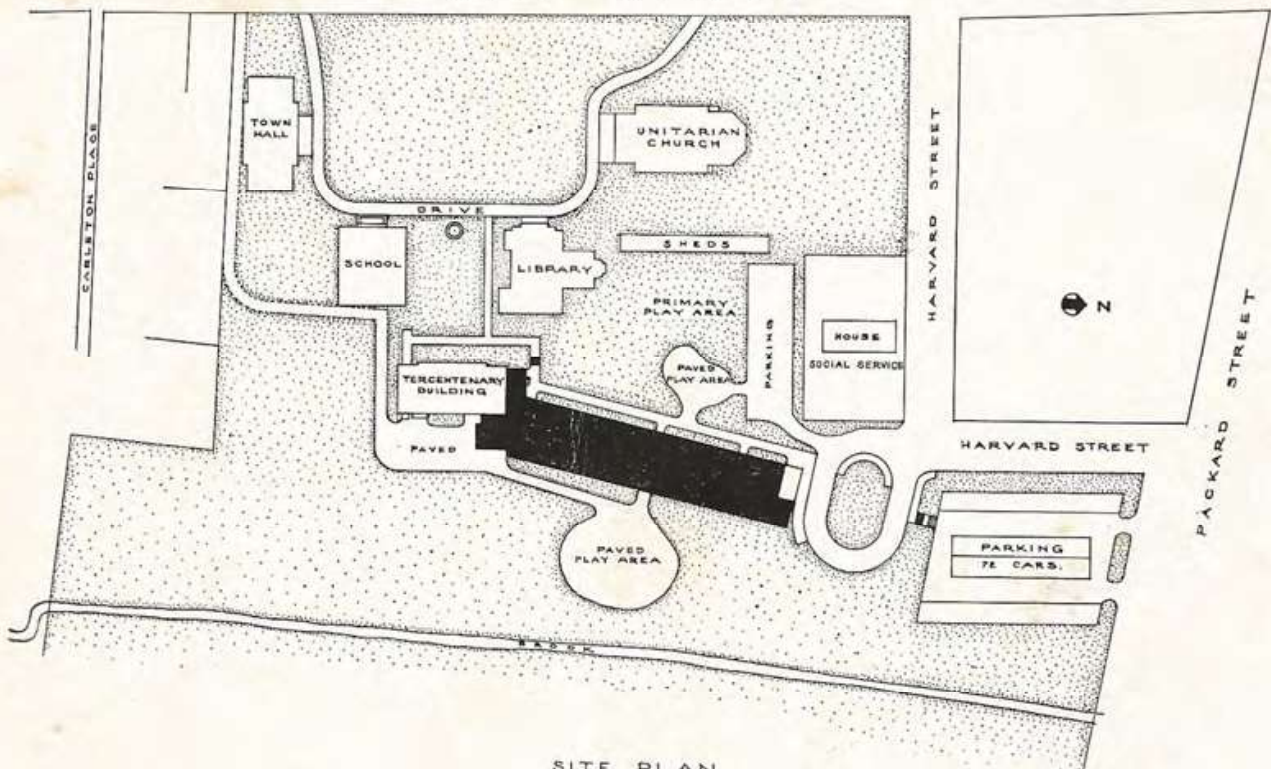 TOWN
HALL
UNITARIAN
CHURCH
HARVARD STREET
CARLETON PLACE
DRIVE
SCHOOL
LIBRARY
SHEDS
PRIMARY
PLAY AREA
PARKING
HOUSE
SOCIAL SERVICE
N
PACKARD STREET
TERCENTENARY
BUILDING
PAVED
PLAY AREA
PAVED
HARVARD STREET
PAVED
PLAY AREA
PARKING
72 CARS.
BROOK
SITE PLAN